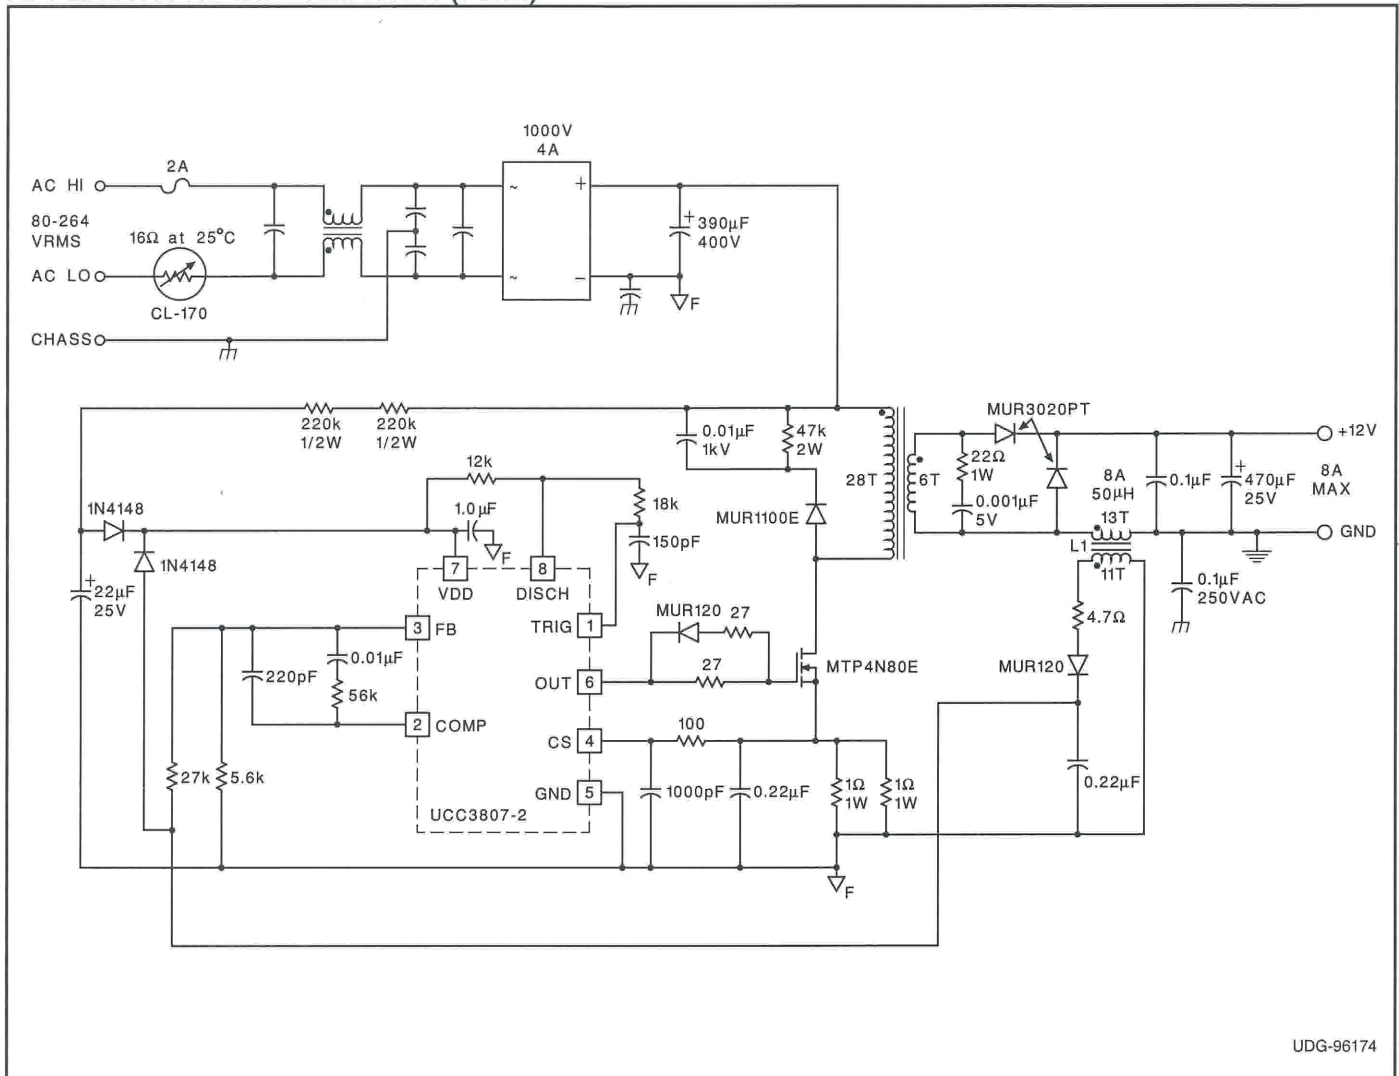 1000V
4A
2A
AC HI
~
+
80-264
VRMS
16Ω at 25°C
+
390µF
400V
AC LO
~
−
F
CL-170
CHASS
220k
1/2W
220k
1/2W
0.01µF
1kV
47k
2W
MUR3020PT
+12V
12k
22Ω
1W
28T
6T
8A
50µH
0.1µF
+
470µF
25V
8A
MAX
18k
0.001µF
5V
1N4148
1.0µF
MUR1100E
13T
GND
F
150pF
L1
1N4148
F
11T
+
22µF
25V
7
VDD
8
DISCH
0.1µF
250VAC
MUR120
27
4.7Ω
3
FB
TRIG
1
0.01µF
27
MTP4N80E
MUR120
220pF
OUT
6
56k
2
COMP
100
CS
4
27k
5.6k
1000pF
0.22µF
1Ω
1W
1Ω
1W
0.22µF
GND
5
UCC3807-2
F
UDG-96174